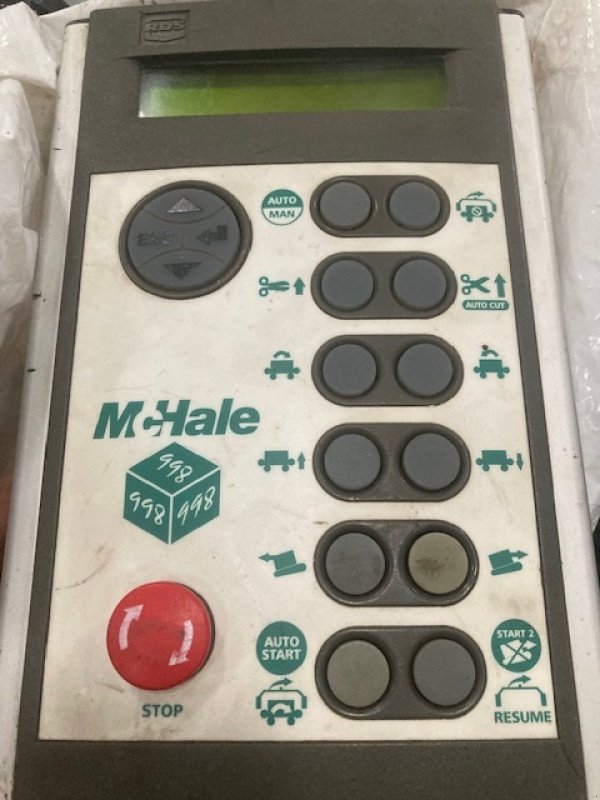 RDS
AUTO
MAN
ESC
AUTO CUT
McHale
998
998 998
AUTO
START
START 2
STOP
RESUME